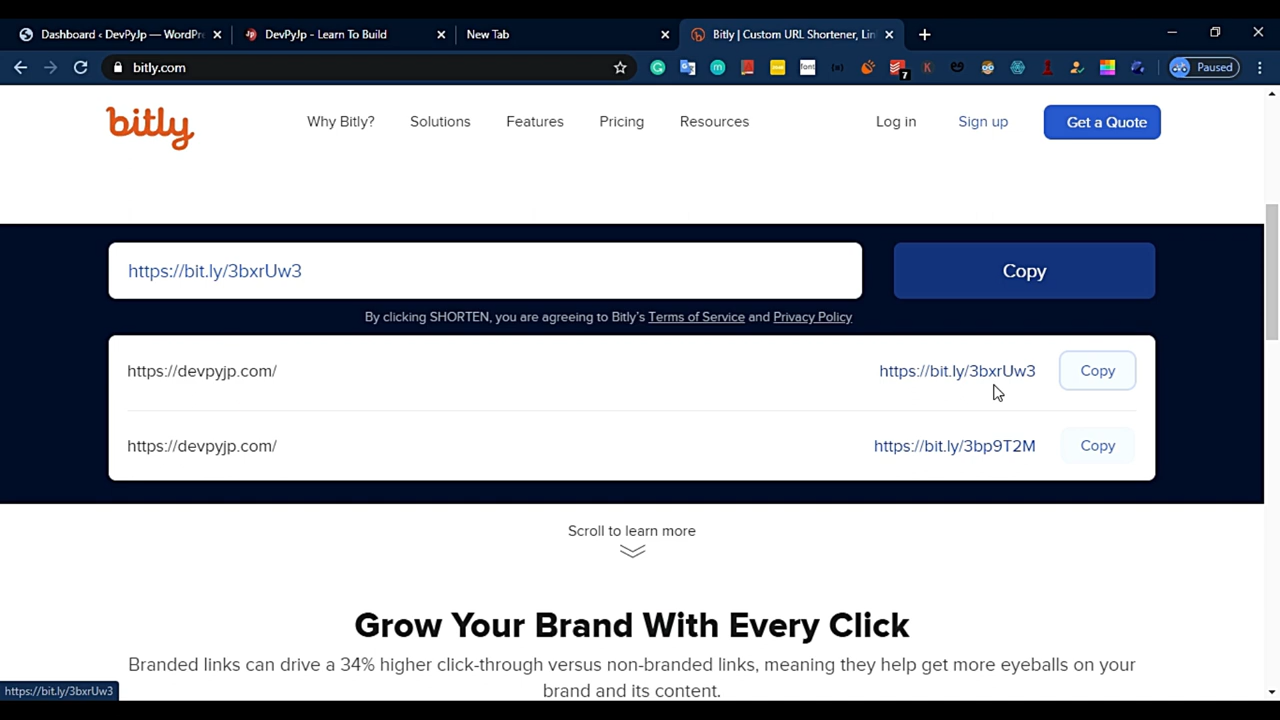 Dashboard ‹ DevPyJp — WordPr
DevPyJp - Learn To Build
New Tab
Bitly | Custom URL Shortener, Lin
bitly.com
7
Paused
bitly
Why Bitly?
Solutions
Features
Pricing
Resources
Log in
Sign up
Get a Quote
https://bit.ly/3bxrUw3
Copy
By clicking SHORTEN, you are agreeing to Bitly's Terms of Service and Privacy Policy
https://devpyjp.com/
https://bit.ly/3bxrUw3
Copy
https://devpyjp.com/
https://bit.ly/3bp9T2M
Copy
Scroll to learn more
Grow Your Brand With Every Click
Branded links can drive a 34% higher click-through versus non-branded links, meaning they help get more eyeballs on your
brand and its content.
https://bit.ly/3bxrUw3